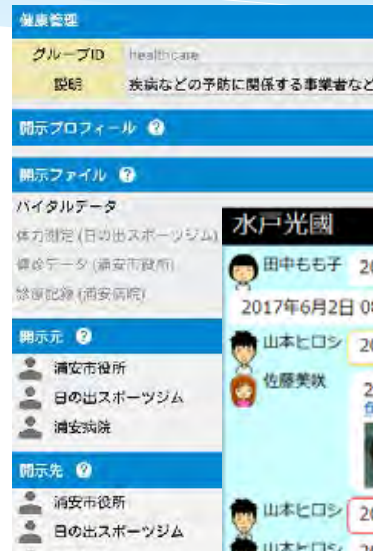 健康管理
グループID healthcare
説明 疾病などの予防に関係する事業者など
開示プロフィール ?
開示ファイル ?
バイタルデータ
体力測定 (日の出スポーツジム)
健診データ (浦安市役所)
診療記録 (浦安病院)
開示元 ?
浦安市役所
日の出スポーツジム
浦安病院
開示先 ?
浦安市役所
日の出スポーツジム
水戸光國
田中もも子 20
2017年6月2日 08
山本ヒロシ 20
佐藤美咲
2
山本ヒロシ 20
山本ヒロシ 20